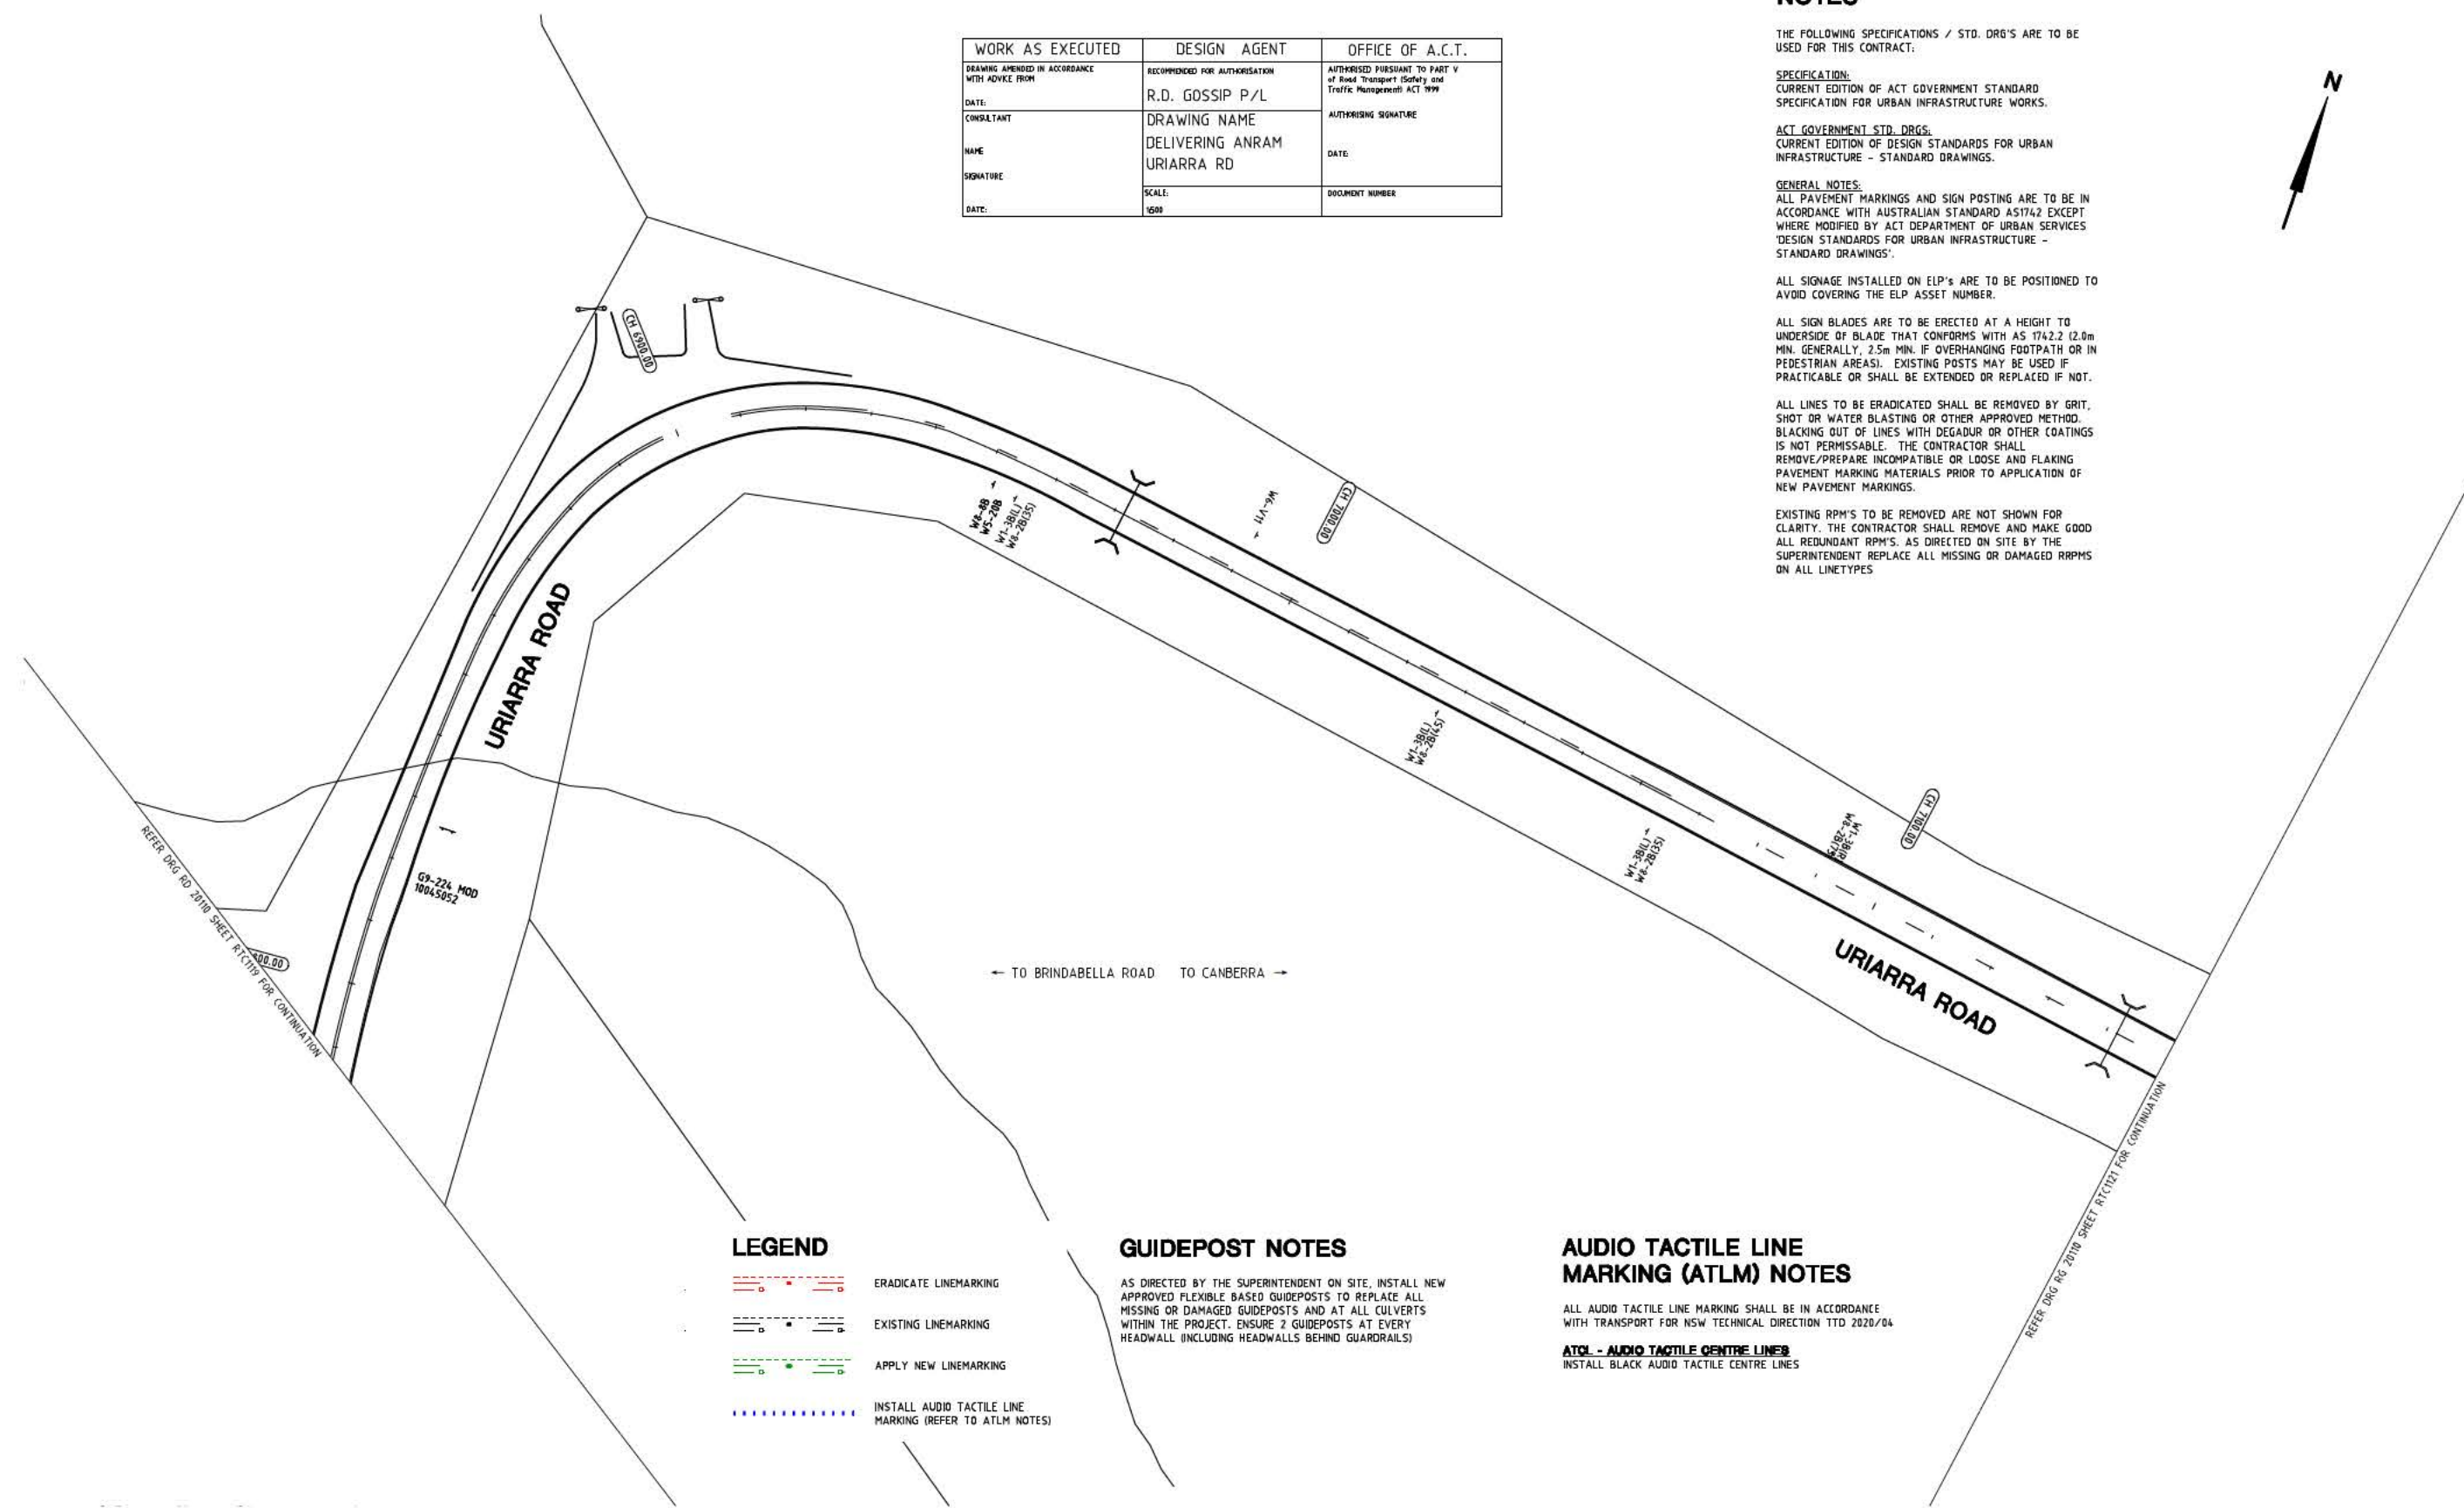 WORK AS EXECUTED
DRAWING AMENDED IN ACCORDANCE
WITH ADVKE FROM
DATE:
CONSULTANT
NAME
SIGNATURE
DATE:
DESIGN AGENT
RECOMMENDED FOR AUTHORISATION
R.D. GOSSIP P/L
DRAWING NAME
DELIVERING ANRAM
URIARRA RD
SCALE:
1:500
OFFICE OF A.C.T.
AUTHORISED PURSUANT TO PART V
of Road Transport (Safety and
Traffic Management) ACT 1999
AUTHORISING SIGNATURE
DATE:
DOCUMENT NUMBER
NOTES
THE FOLLOWING SPECIFICATIONS / STD. DRG'S ARE TO BE
USED FOR THIS CONTRACT:
SPECIFICATION:
CURRENT EDITION OF ACT GOVERNMENT STANDARD
SPECIFICATION FOR URBAN INFRASTRUCTURE WORKS.
ACT GOVERNMENT STD. DRGS:
CURRENT EDITION OF DESIGN STANDARDS FOR URBAN
INFRASTRUCTURE - STANDARD DRAWINGS.
GENERAL NOTES:
ALL PAVEMENT MARKINGS AND SIGN POSTING ARE TO BE IN
ACCORDANCE WITH AUSTRALIAN STANDARD AS1742 EXCEPT
WHERE MODIFIED BY ACT DEPARTMENT OF URBAN SERVICES
'DESIGN STANDARDS FOR URBAN INFRASTRUCTURE -
STANDARD DRAWINGS'.
ALL SIGNAGE INSTALLED ON ELP's ARE TO BE POSITIONED TO
AVOID COVERING THE ELP ASSET NUMBER.
ALL SIGN BLADES ARE TO BE ERECTED AT A HEIGHT TO
UNDERSIDE OF BLADE THAT CONFORMS WITH AS 1742.2 (2.0m
MIN. GENERALLY, 2.5m MIN. IF OVERHANGING FOOTPATH OR IN
PEDESTRIAN AREAS). EXISTING POSTS MAY BE USED IF
PRACTICABLE OR SHALL BE EXTENDED OR REPLACED IF NOT.
ALL LINES TO BE ERADICATED SHALL BE REMOVED BY GRIT,
SHOT OR WATER BLASTING OR OTHER APPROVED METHOD.
BLACKING OUT OF LINES WITH DEGADUR OR OTHER COATINGS
IS NOT PERMISSABLE. THE CONTRACTOR SHALL
REMOVE/PREPARE INCOMPATIBLE OR LOOSE AND FLAKING
PAVEMENT MARKING MATERIALS PRIOR TO APPLICATION OF
NEW PAVEMENT MARKINGS.
EXISTING RPM'S TO BE REMOVED ARE NOT SHOWN FOR
CLARITY. THE CONTRACTOR SHALL REMOVE AND MAKE GOOD
ALL REDUNDANT RPM'S. AS DIRECTED ON SITE BY THE
SUPERINTENDENT REPLACE ALL MISSING OR DAMAGED RRPMS
ON ALL LINETYPES
N
CH 6900.00
W8-8B
W5-20B
W1-3B(L)
W8-2B(35)
W6-V11
CH 7000.00
URIARRA ROAD
W1-3B(L)
W8-2B(45)
W1-3B(L)
W8-2B(35)
W1-3B(R)
CH 7100.00
G9-224 MOD
10045052
REFER DRG RD 20110 SHEET RTC1119 FOR CONTINUATION
00.00
← TO BRINDABELLA ROAD TO CANBERRA →
URIARRA ROAD
REFER DRG RG 20110 SHEET RTC1121 FOR CONTINUATION
LEGEND
ERADICATE LINEMARKING
EXISTING LINEMARKING
APPLY NEW LINEMARKING
INSTALL AUDIO TACTILE LINE
MARKING (REFER TO ATLM NOTES)
GUIDEPOST NOTES
AS DIRECTED BY THE SUPERINTENDENT ON SITE, INSTALL NEW
APPROVED FLEXIBLE BASED GUIDEPOSTS TO REPLACE ALL
MISSING OR DAMAGED GUIDEPOSTS AND AT ALL CULVERTS
WITHIN THE PROJECT. ENSURE 2 GUIDEPOSTS AT EVERY
HEADWALL (INCLUDING HEADWALLS BEHIND GUARDRAILS)
AUDIO TACTILE LINE
MARKING (ATLM) NOTES
ALL AUDIO TACTILE LINE MARKING SHALL BE IN ACCORDANCE
WITH TRANSPORT FOR NSW TECHNICAL DIRECTION TTD 2020/04
ATCL - AUDIO TACTILE CENTRE LINES
INSTALL BLACK AUDIO TACTILE CENTRE LINES